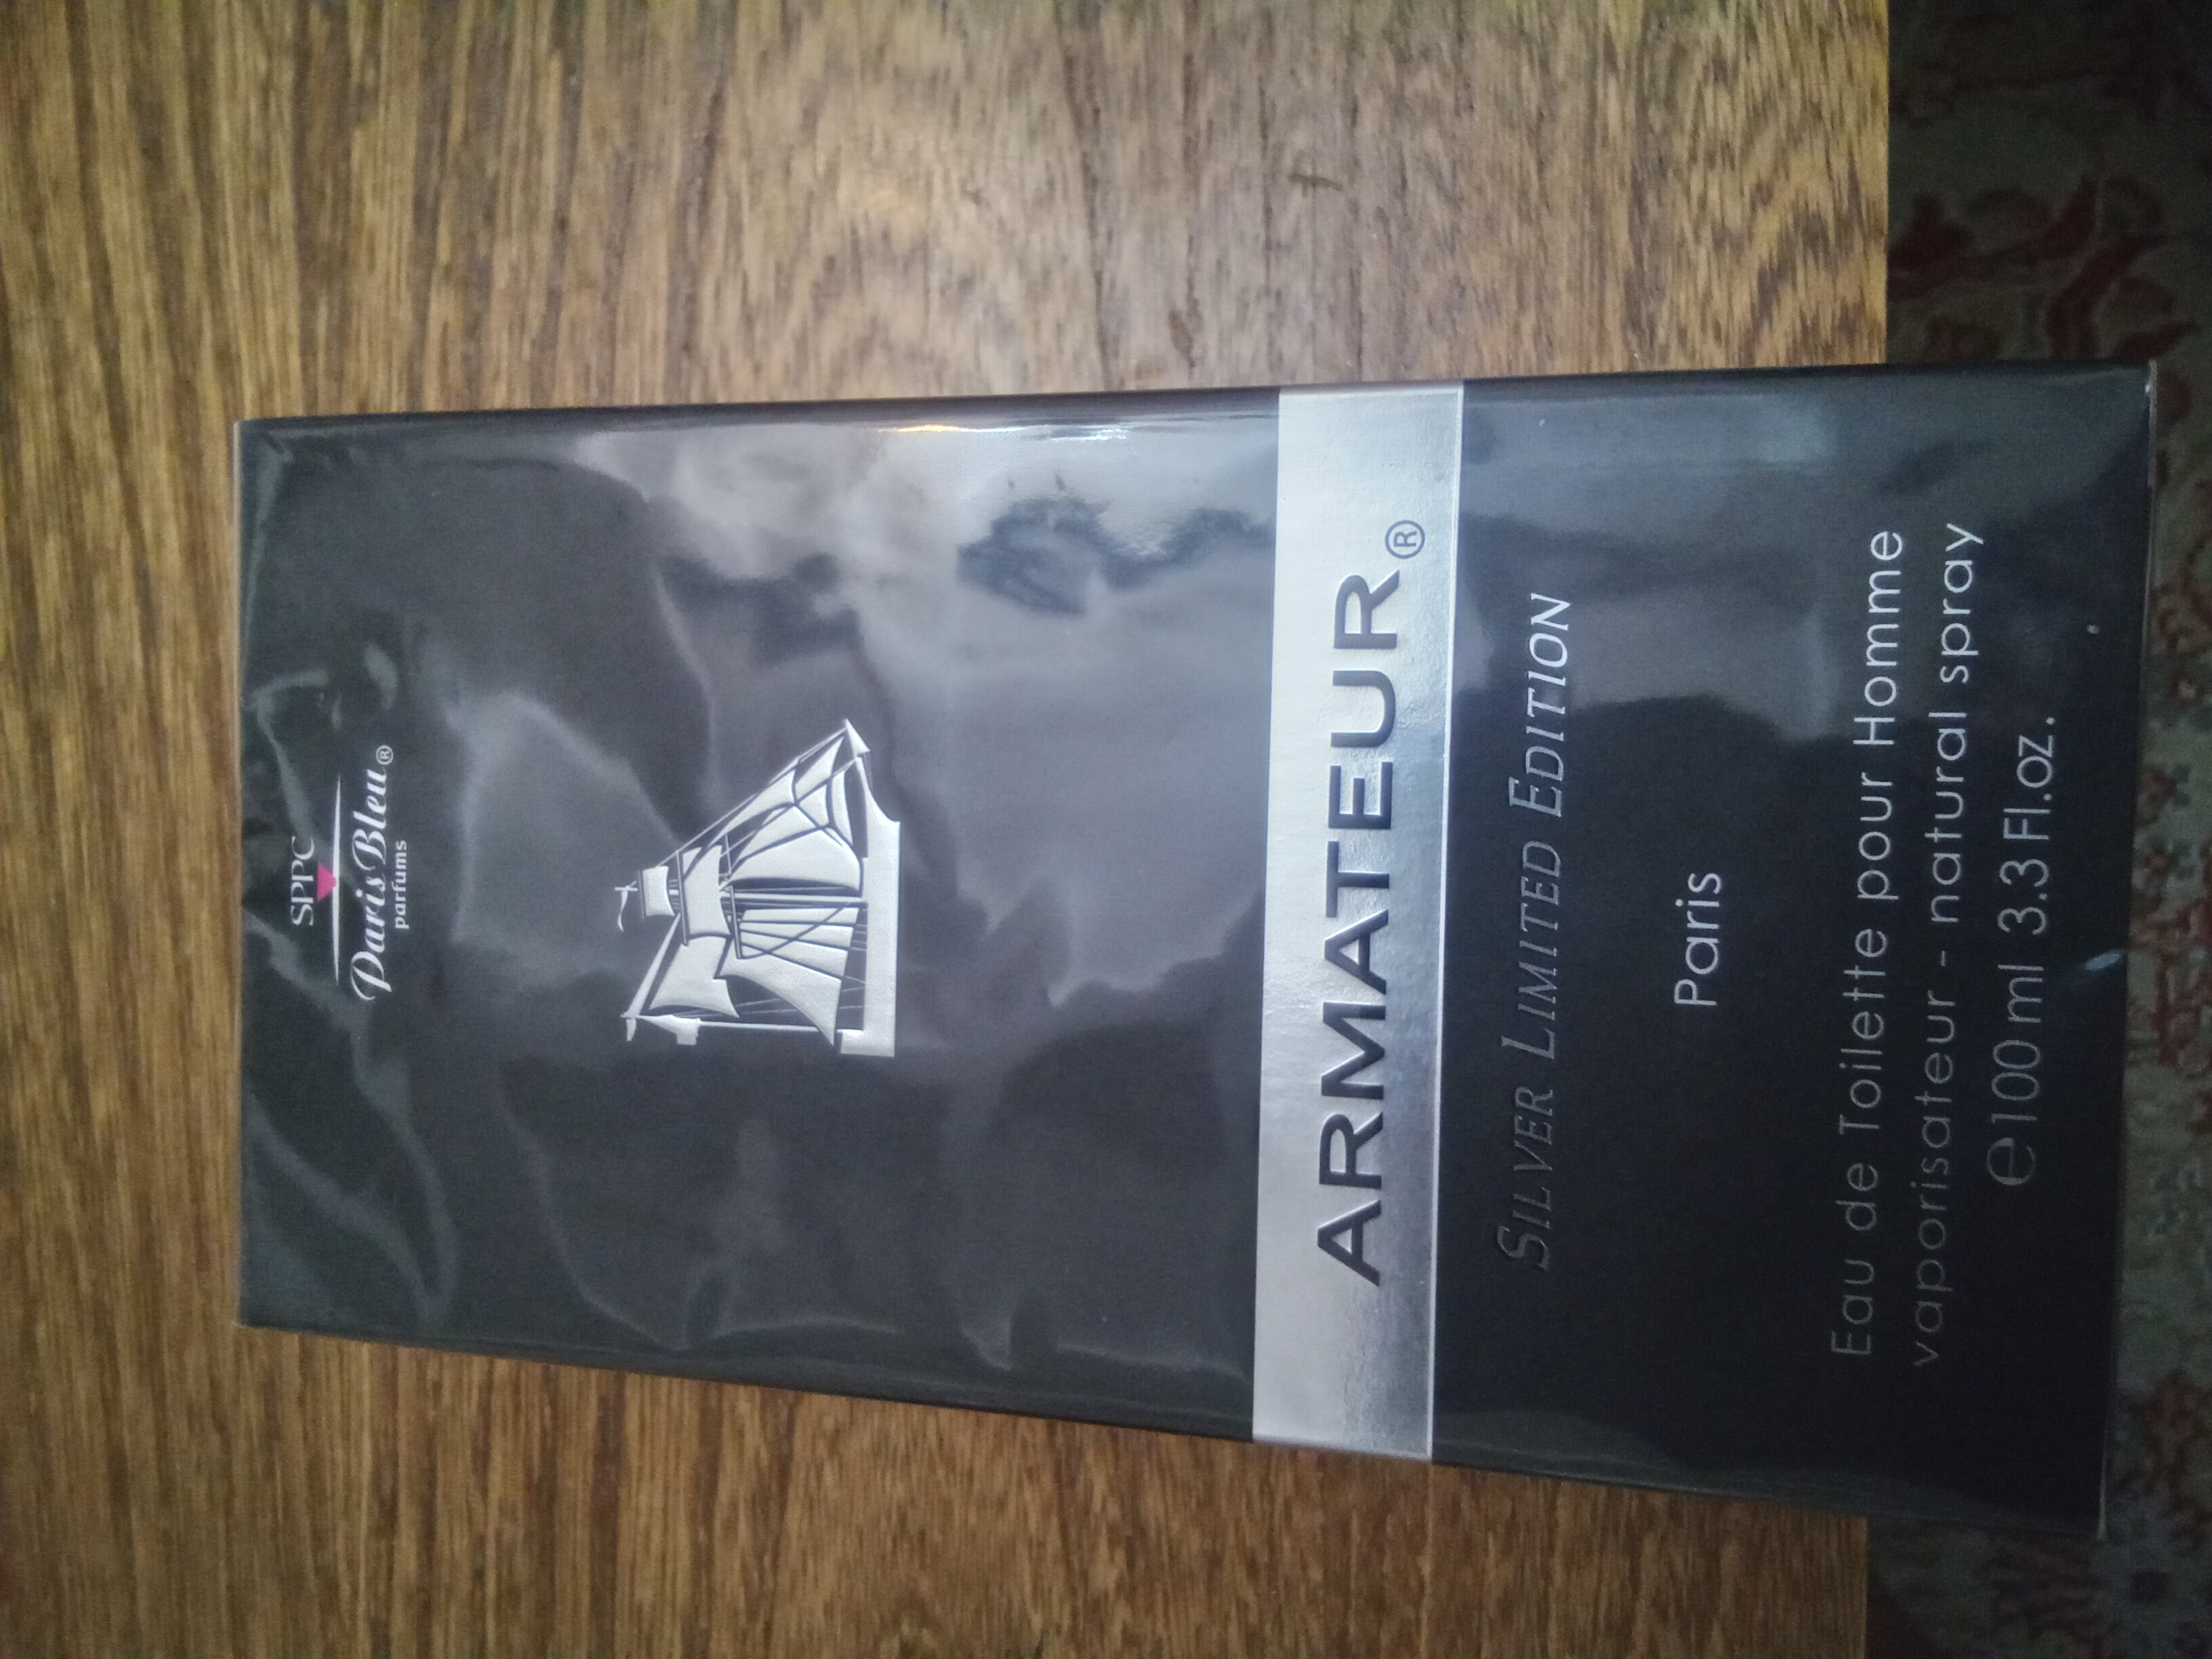 SPPC
Paris Bleu®
parfums
ARMATEUR®
SILVER LIMITED EDITION
Paris
Eau de Toilette pour Homme
vaporisateur - natural spray
℮100 ml 3.3 Fl.oz.